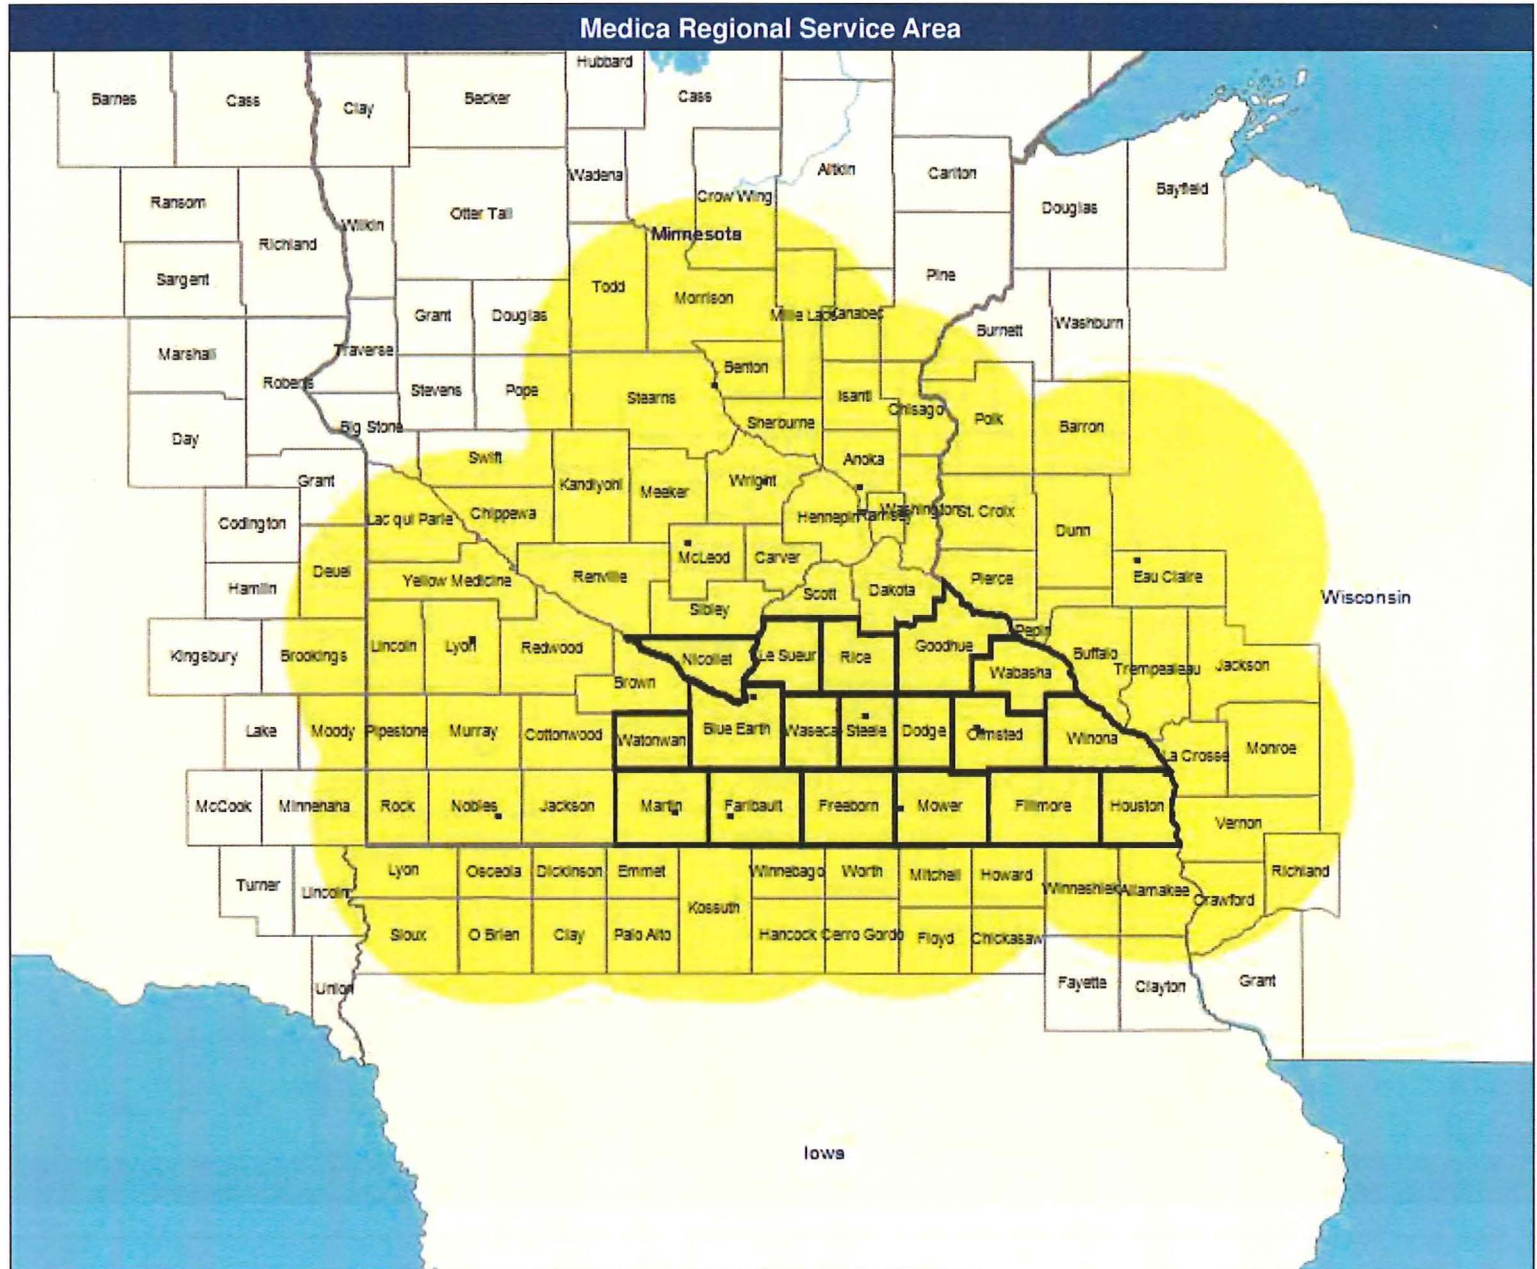 Medica Regional Service Area
Hubbard
Barnes
Cass
Clay
Becker
Cass
Wadena
Crow Wing
Aitkin
Carlton
Bayfield
Douglas
Ransom
Richland
Wilkin
Otter Tail
Minnesota
Sargent
Todd
Morrison
Pine
Grant
Douglas
Mille Lacs
Kanabec
Burnett
Washburn
Marshall
Roberts
Traverse
Stevens
Pope
Stearns
Benton
Isanti
Chisago
Polk
Barron
Day
Big Stone
Sherburne
Swift
Anoka
Grant
Kandiyohi
Meeker
Wright
Codington
Lac qui Parle
Chippewa
Hennepin
Ramsey
Washington
St. Croix
Dunn
Hamlin
Deuel
Yellow Medicine
Renville
McLeod
Carver
Scott
Dakota
Pierce
Eau Claire
Wisconsin
Sibley
Kingsbury
Brookings
Lincoln
Lyon
Redwood
Nicollet
Le Sueur
Rice
Goodhue
Pepin
Wabasha
Buffalo
Trempealeau
Jackson
Brown
Lake
Moody
Pipestone
Murray
Cottonwood
Watonwan
Blue Earth
Waseca
Steele
Dodge
Olmsted
Winona
La Crosse
Monroe
McCook
Minnehaha
Rock
Nobles
Jackson
Martin
Faribault
Freeborn
Mower
Fillmore
Houston
Vernon
Turner
Lincoln
Lyon
Osceola
Dickinson
Emmet
Kossuth
Winnebago
Worth
Mitchell
Howard
Winneshiek
Allamakee
Crawford
Richland
Sioux
O Brien
Clay
Palo Alto
Hancock
Cerro Gordo
Floyd
Chickasaw
Union
Fayette
Clayton
Grant
Iowa